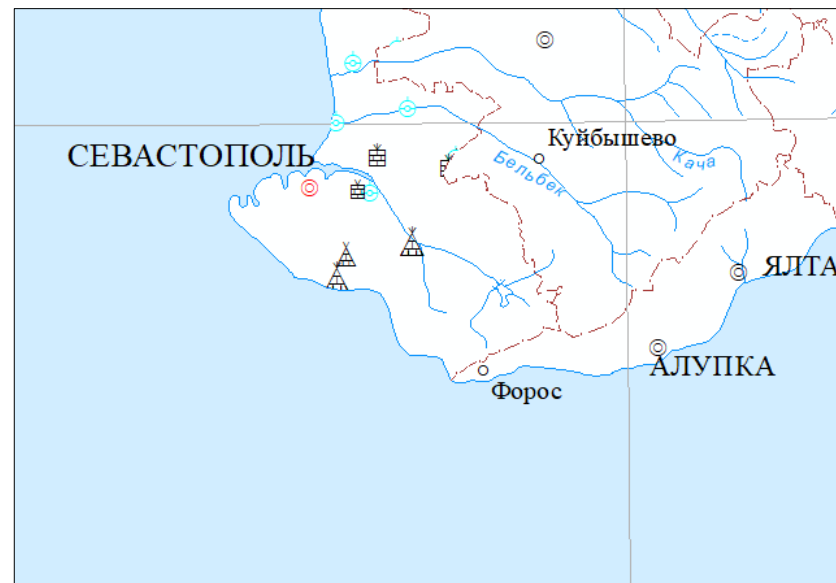 Куйбышево
СЕВАСТОПОЛЬ
Бельбек
Кача
ЯЛТА
АЛУПКА
Форос